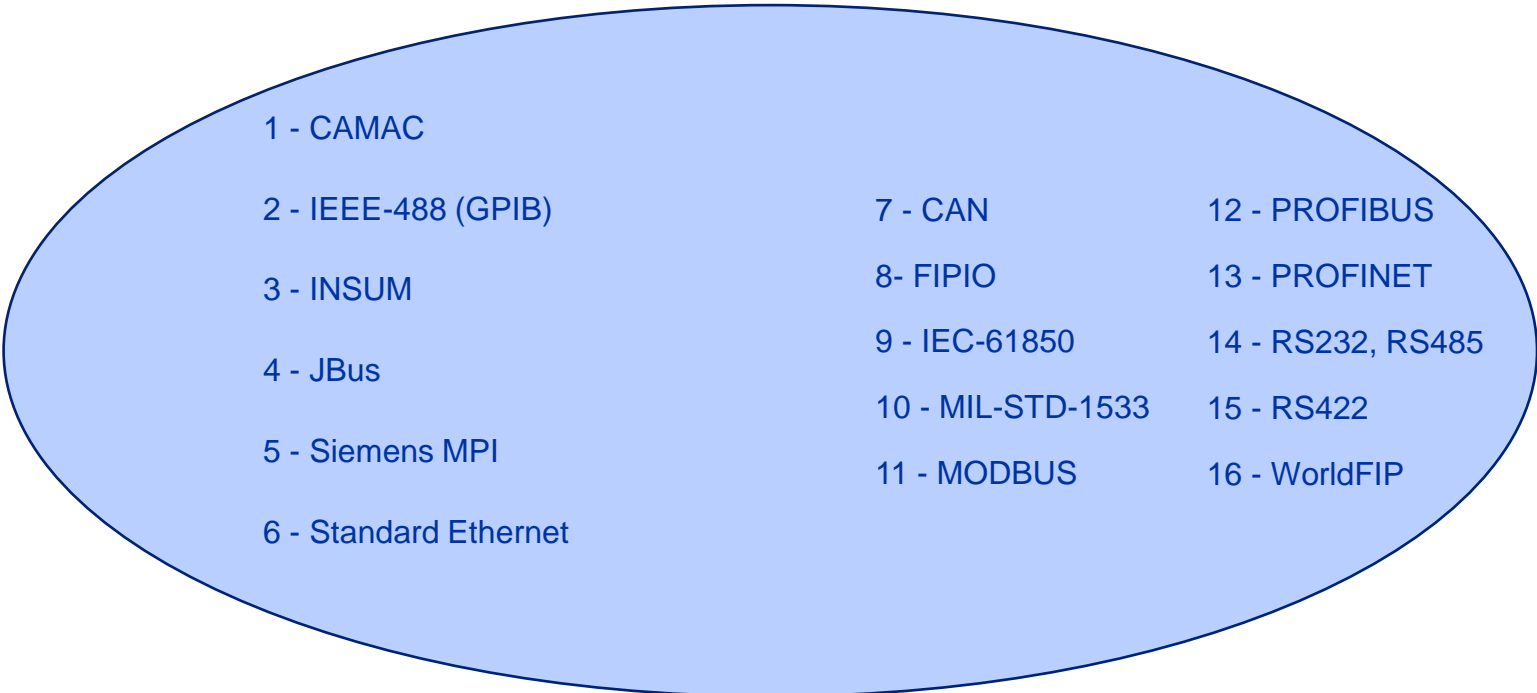 1 - CAMAC
2 - IEEE-488 (GPIB)
3 - INSUM
4 - JBus
5 - Siemens MPI
6 - Standard Ethernet
7 - CAN
8- FIPIO
9 - IEC-61850
10 - MIL-STD-1533
11 - MODBUS
12 - PROFIBUS
13 - PROFINET
14 - RS232, RS485
15 - RS422
16 - WorldFIP